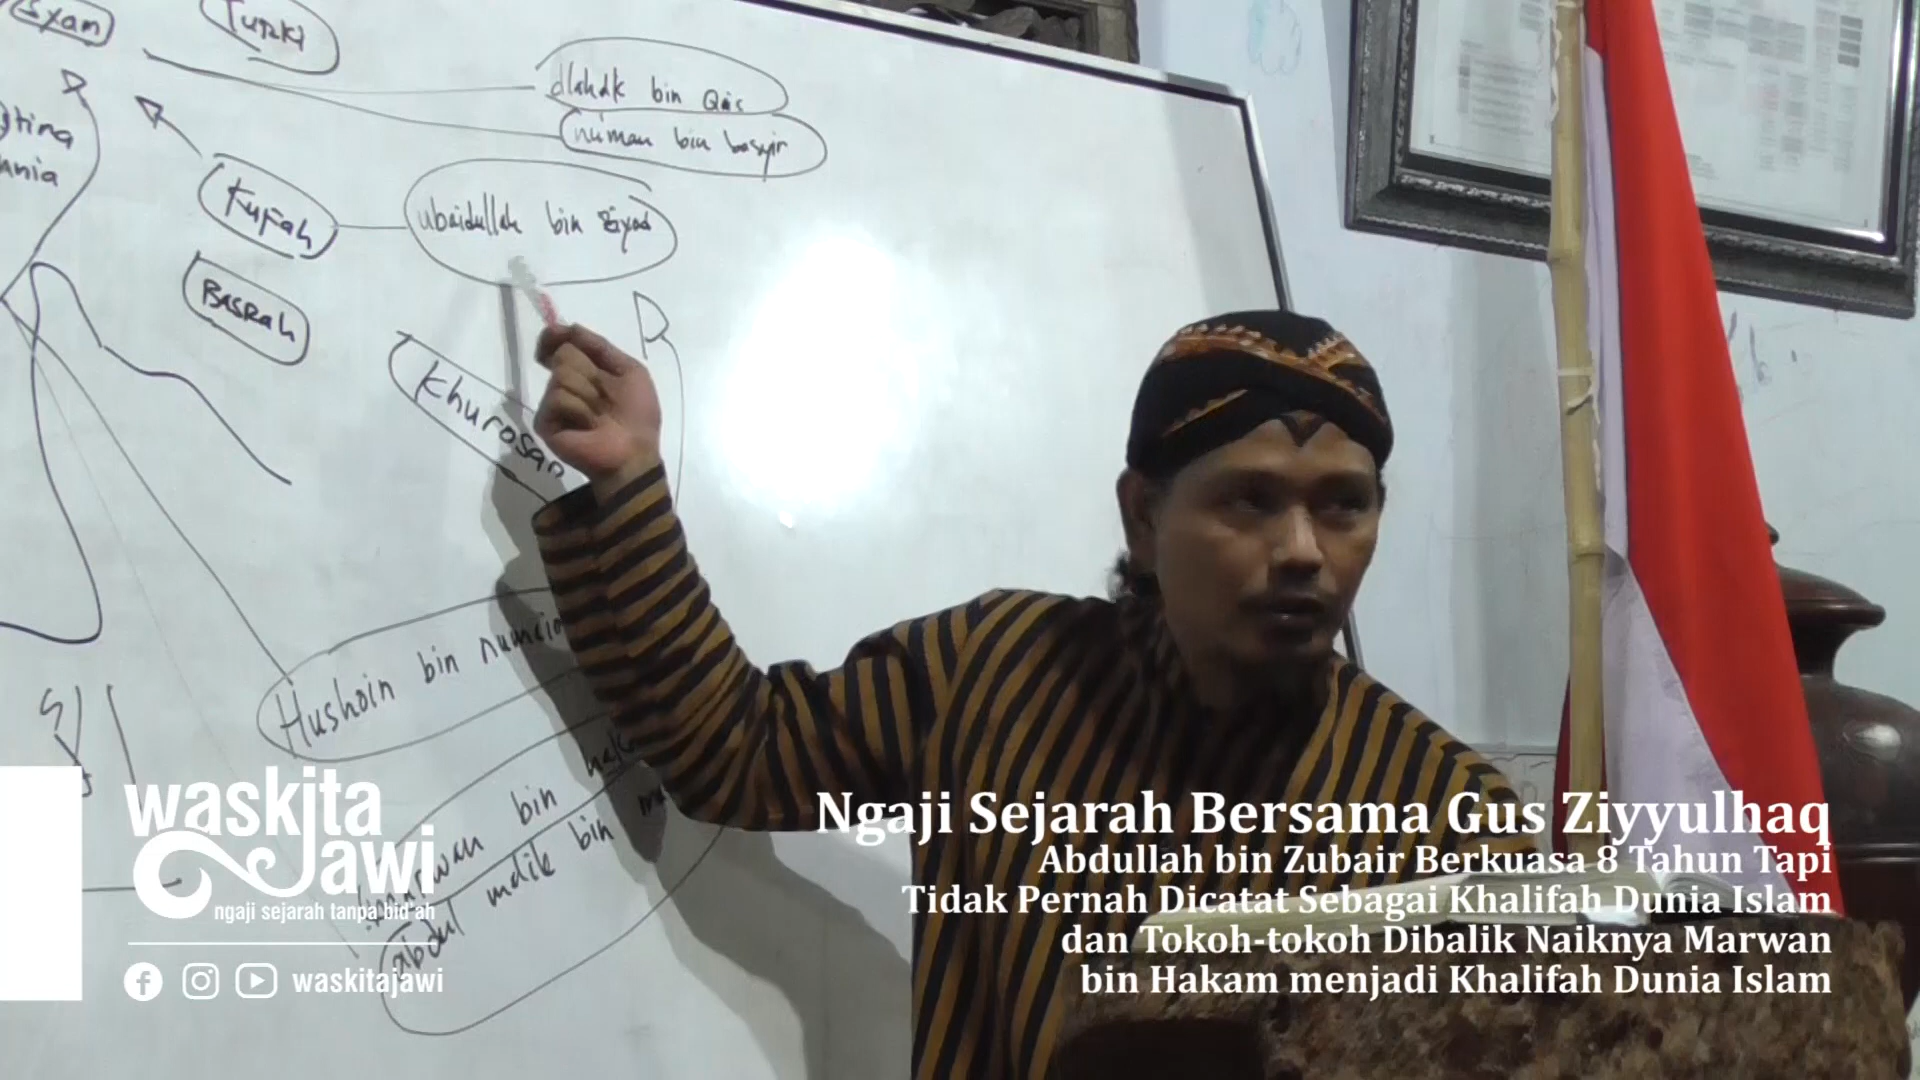 Syam
Turki
dlahak bin Qais
nu'man bin basyir
Kufah
ubaidullah bin Ziyad
BASRah
Khurosan
Hushoin bin numair
marwan bin
abdul malik bin
waskita
Jawi
ngaji sejarah tanpa bid'ah
waskitajawi
Ngaji Sejarah Bersama Gus Ziyyulhaq
Abdullah bin Zubair Berkuasa 8 Tahun Tapi
Tidak Pernah Dicatat Sebagai Khalifah Dunia Islam
dan Tokoh-tokoh Dibalik Naiknya Marwan
bin Hakam menjadi Khalifah Dunia Islam